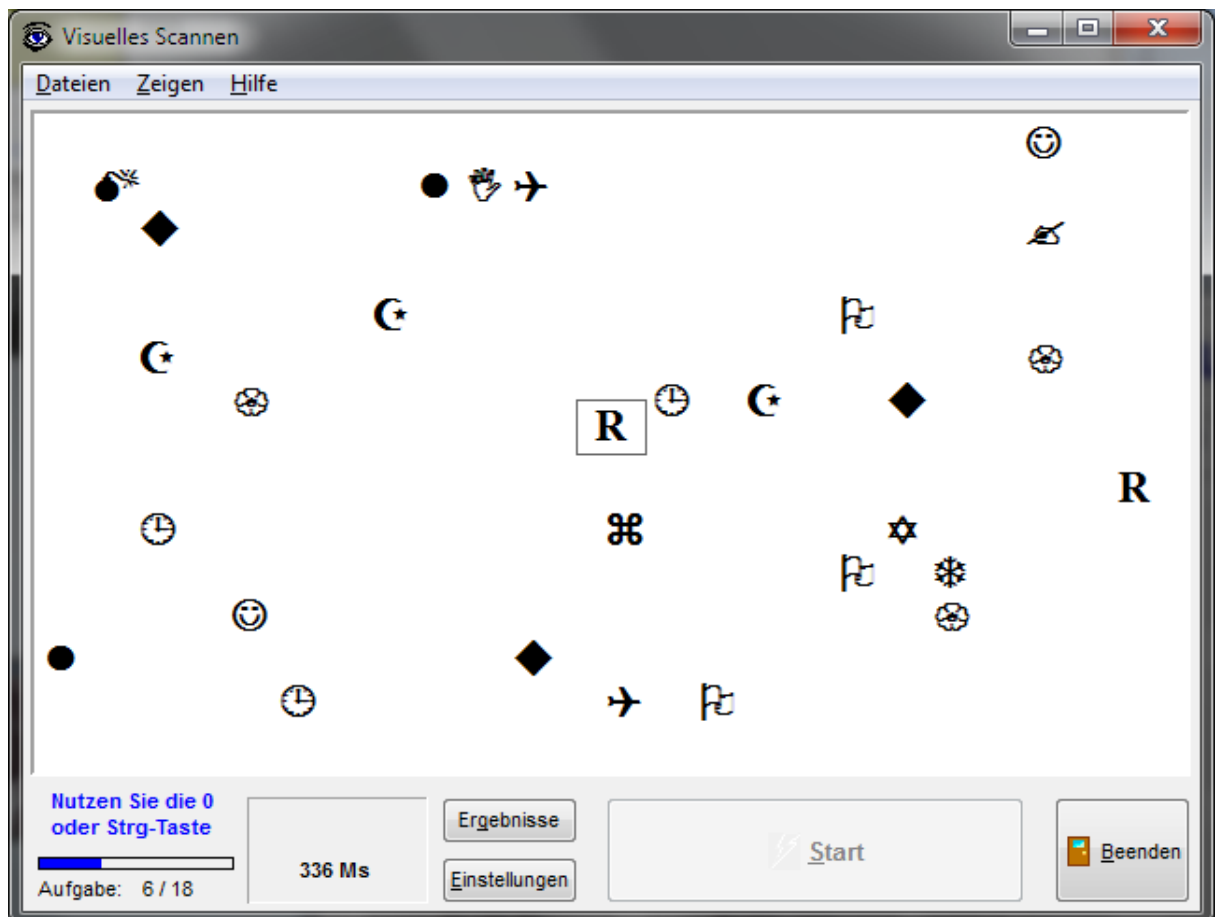 Visuelles Scannen
Dateien Zeigen Hilfe
R
R
Nutzen Sie die 0
oder Strg-Taste
Aufgabe: 6 / 18
336 Ms
Ergebnisse
Einstellungen
Start
Beenden